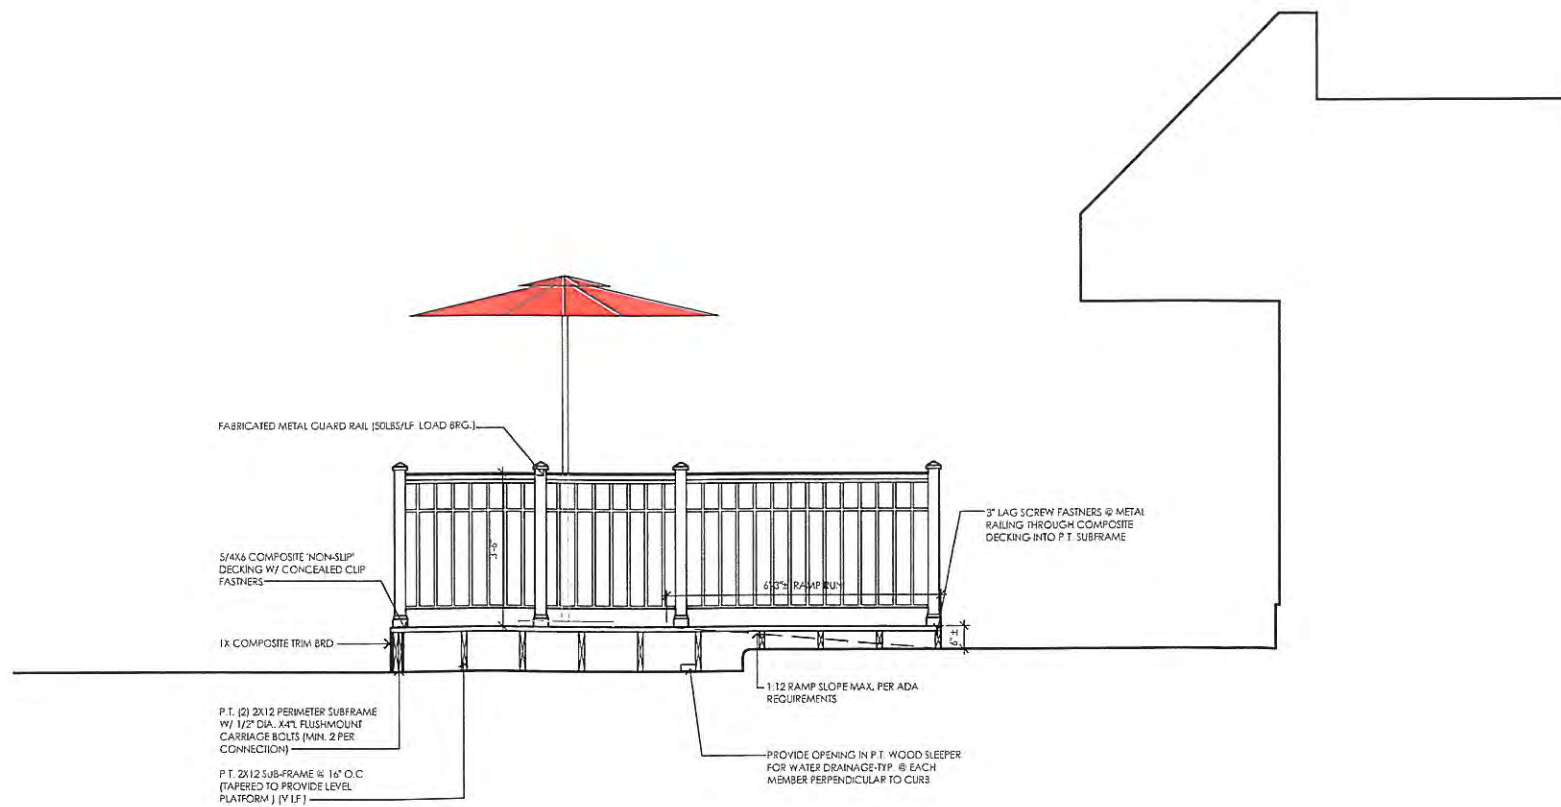 FABRICATED METAL GUARD RAIL (50LBS/LF. LOAD BRG.)
3" LAG SCREW FASTNERS @ METAL
RAILING THROUGH COMPOSITE
DECKING INTO P.T. SUBFRAME
3'-6"
5/4X6 COMPOSITE 'NON-SLIP'
DECKING W/ CONCEALED CLIP
FASTNERS
6'-3"± RAMP RUN
1X COMPOSITE TRIM BRD
6" ±
1:12 RAMP SLOPE MAX. PER ADA
REQUIREMENTS
P.T. (2) 2X12 PERIMETER SUBFRAME
W/ 1/2" DIA. X4"L FLUSHMOUNT
CARRIAGE BOLTS (MIN. 2 PER
CONNECTION)
PROVIDE OPENING IN P.T. WOOD SLEEPER
FOR WATER DRAINAGE-TYP. @ EACH
MEMBER PERPENDICULAR TO CURB
P.T. 2X12 SUB-FRAME @ 16" O.C
(TAPERED TO PROVIDE LEVEL
PLATFORM ) (V.I.F.)